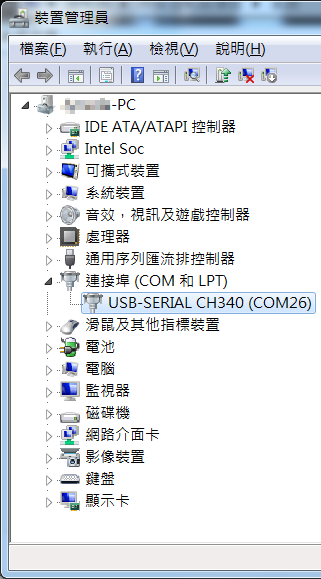 裝置管理員
檔案(F) 執行(A) 檢視(V) 說明(H)
-PC
IDE ATA/ATAPI 控制器
Intel Soc
可攜式裝置
系統裝置
音效，視訊及遊戲控制器
處理器
通用序列匯流排控制器
連接埠 (COM 和 LPT)
USB-SERIAL CH340 (COM26)
滑鼠及其他指標裝置
電池
電腦
監視器
磁碟機
網路介面卡
影像裝置
鍵盤
顯示卡